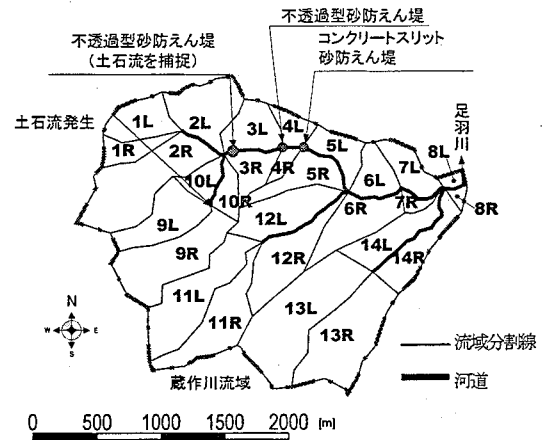 不透過型砂防えん堤
コンクリートスリット
砂防えん堤
不透過型砂防えん堤
(土石流を捕捉)
足羽川
土石流発生
1L
2L
3L
4L
5L
1R
2R
3R
4R
5R
6L
7L
8L
8R
10L
10R
6R
7R
9L
9R
12L
12R
14L
14R
11L
11R
13L
13R
N
W
E
S
流域分割線
河道
蔵作川流域
0 500 1000 1500 2000 [m]